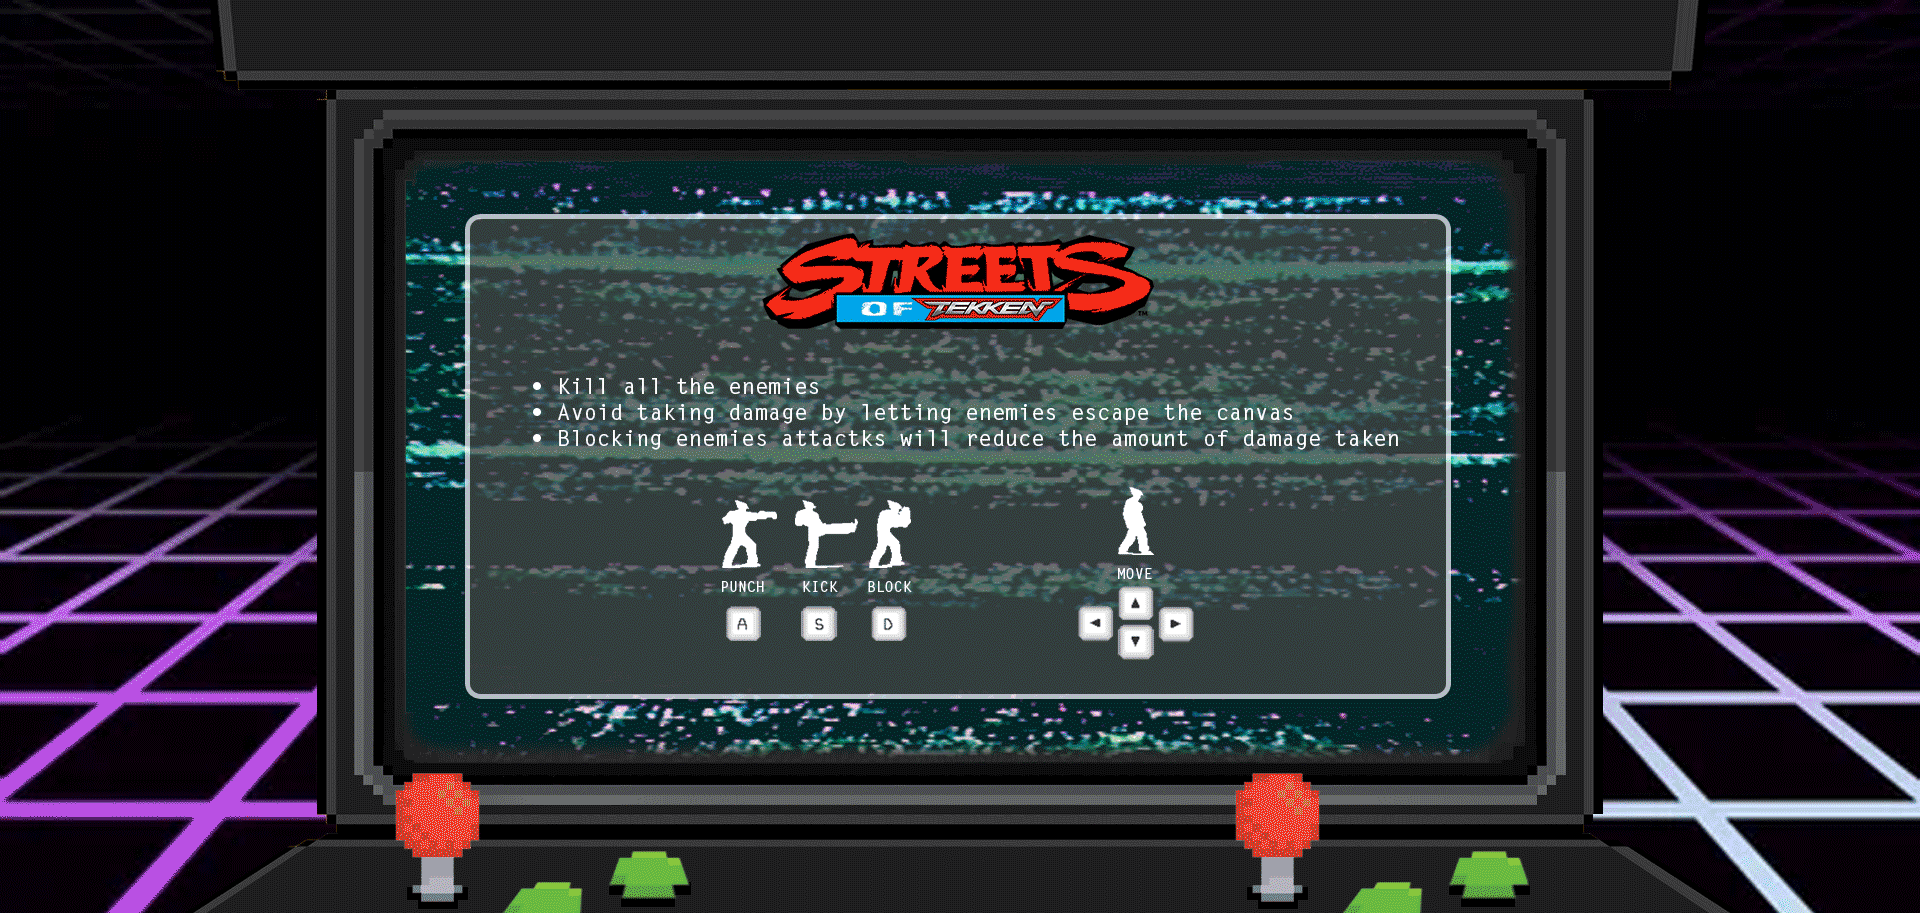 STREETS
OF TEKKEN
TM
• Kill all the enemies
• Avoid taking damage by letting enemies escape the canvas
• Blocking enemies attactks will reduce the amount of damage taken
PUNCH KICK BLOCK MOVE
A S D